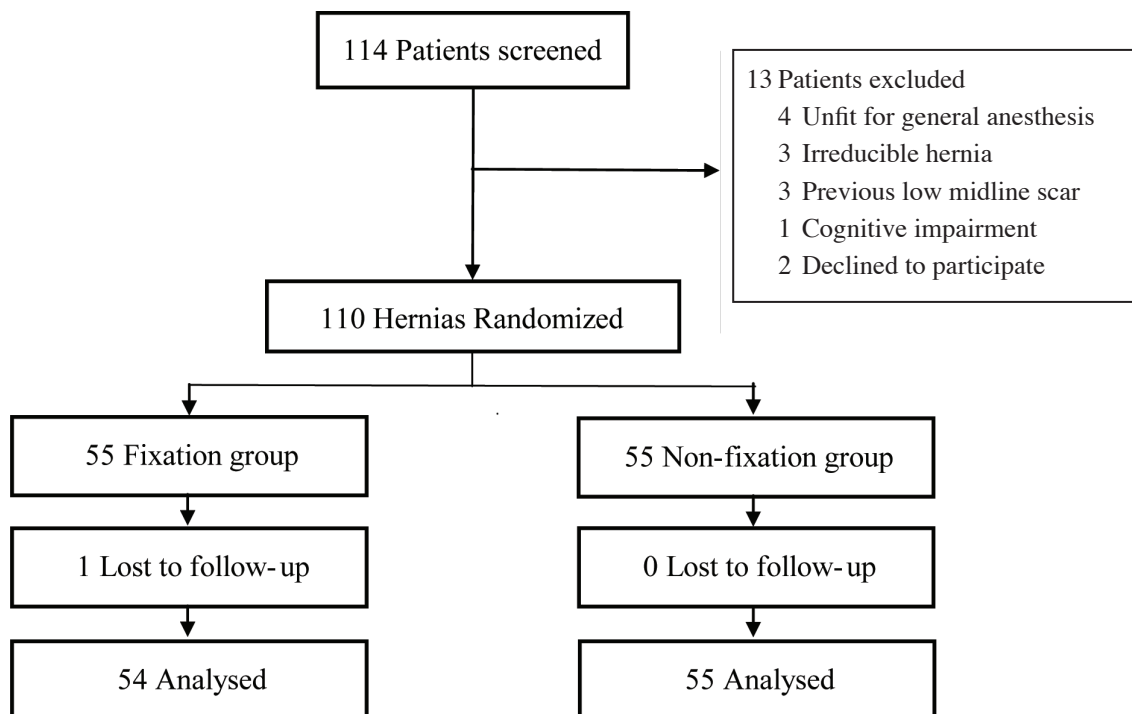 114 Patients screened
13 Patients excluded
4 Unfit for general anesthesis
3 Irreducible hernia
3 Previous low midline scar
1 Cognitive impairment
2 Declined to participate
110 Hernias Randomized
55 Fixation group
55 Non-fixation group
1 Lost to follow-up
0 Lost to follow-up
54 Analysed
55 Analysed